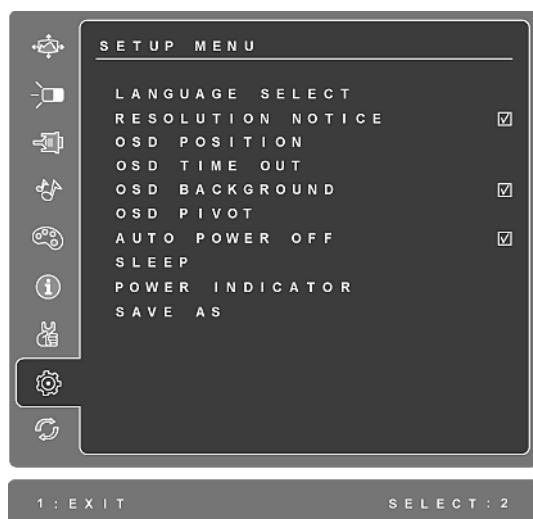 SETUP MENU
LANGUAGE SELECT
RESOLUTION NOTICE
OSD POSITION
OSD TIME OUT
OSD BACKGROUND
OSD PIVOT
AUTO POWER OFF
SLEEP
POWER INDICATOR
SAVE AS
1:EXIT SELECT:2